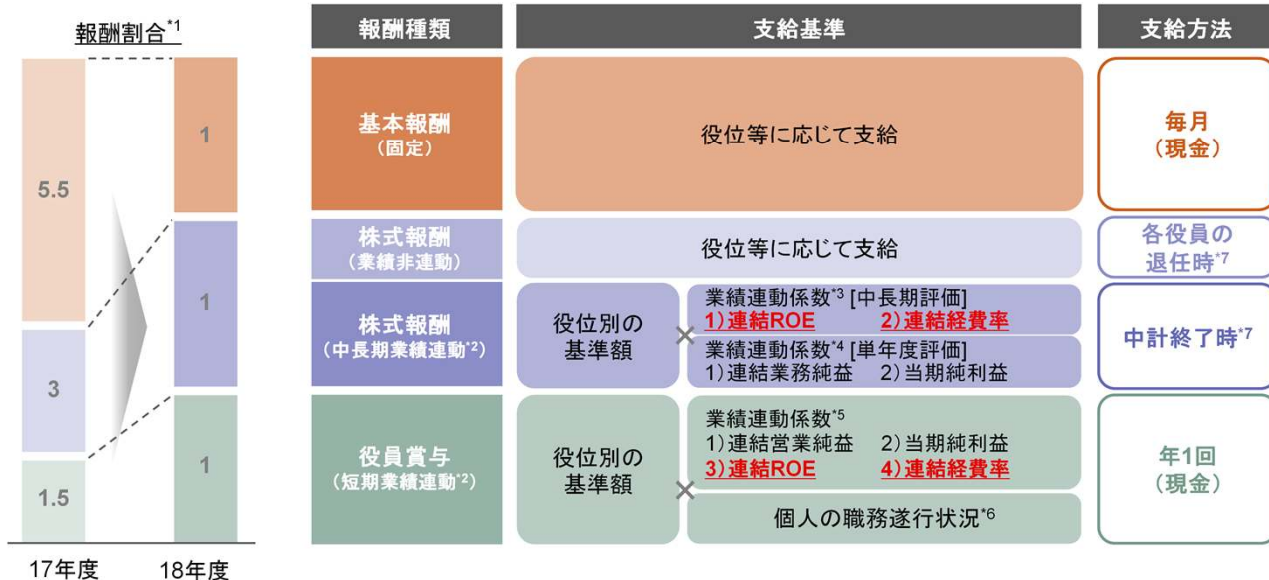 報酬割合*1
5.5
3
1.5
17年度
1
1
1
18年度
報酬種類
支給基準
支給方法
基本報酬
（固定）
役位等に応じて支給
毎月
（現金）
株式報酬
（業績非連動）
役位等に応じて支給
各役員の
退任時*7
株式報酬
（中長期業績連動*2）
役位別の
基準額
×
業績連動係数*3 [中長期評価]
1）連結ROE 2）連結経費率
業績連動係数*4 [単年度評価]
1）連結業務純益 2）当期純利益
中計終了時*7
役員賞与
（短期業績連動*2）
役位別の
基準額
×
業績連動係数*5
1）連結営業純益 2）当期純利益
3）連結ROE 4）連結経費率
個人の職務遂行状況*6
年1回
（現金）